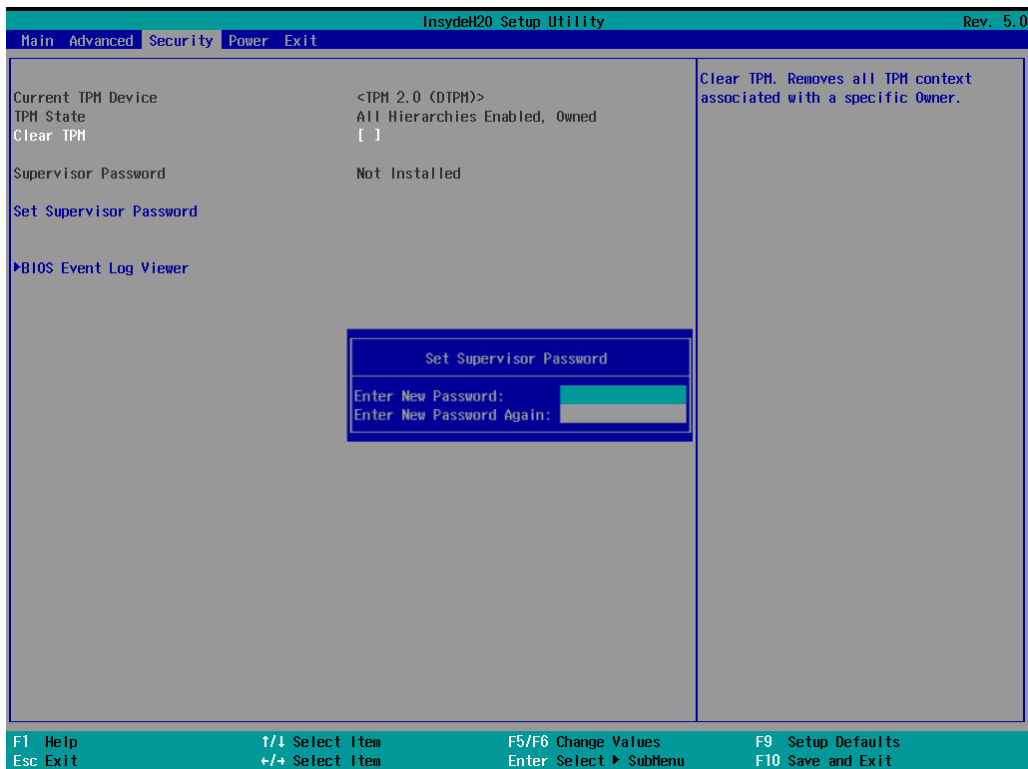 InsydeH20 Setup Utility Rev. 5.0
Main Advanced Security Power Exit
Clear TPM. Removes all TPM context
associated with a specific Owner.
Current TPM Device <TPM 2.0 (DTPM)>
TPM State All Hierarchies Enabled, Owned
Clear TPM [ ]
Supervisor Password Not Installed
Set Supervisor Password
▶BIOS Event Log Viewer
Set Supervisor Password
Enter New Password:
Enter New Password Again:
F1 Help ↑/↓ Select Item F5/F6 Change Values F9 Setup Defaults
Esc Exit ←/→ Select Item Enter Select ▶ SubMenu F10 Save and Exit